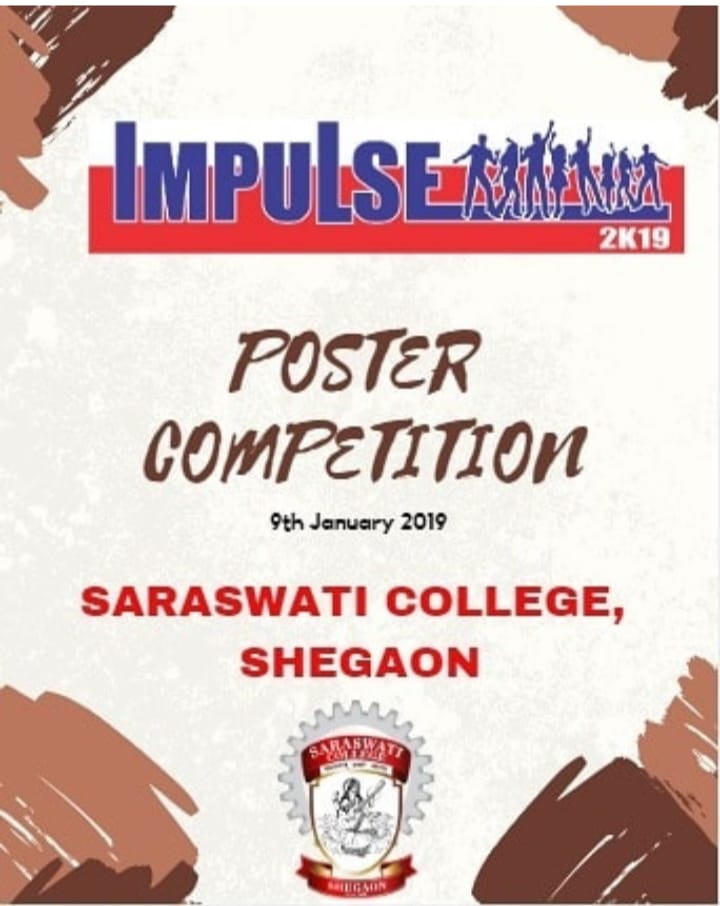 IMPULSE
2K19
POSTER
COMPETITION
9th January 2019
SARASWATI COLLEGE,
SHEGAON
SARASWATI
COLLEGE
SHEGAON